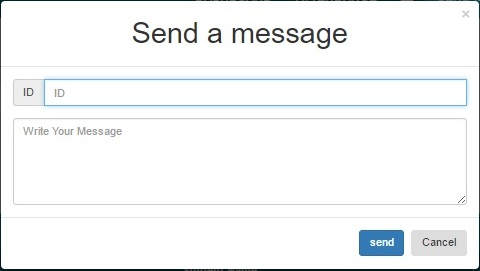 ×
Send a message
ID ID
Write Your Message
send Cancel